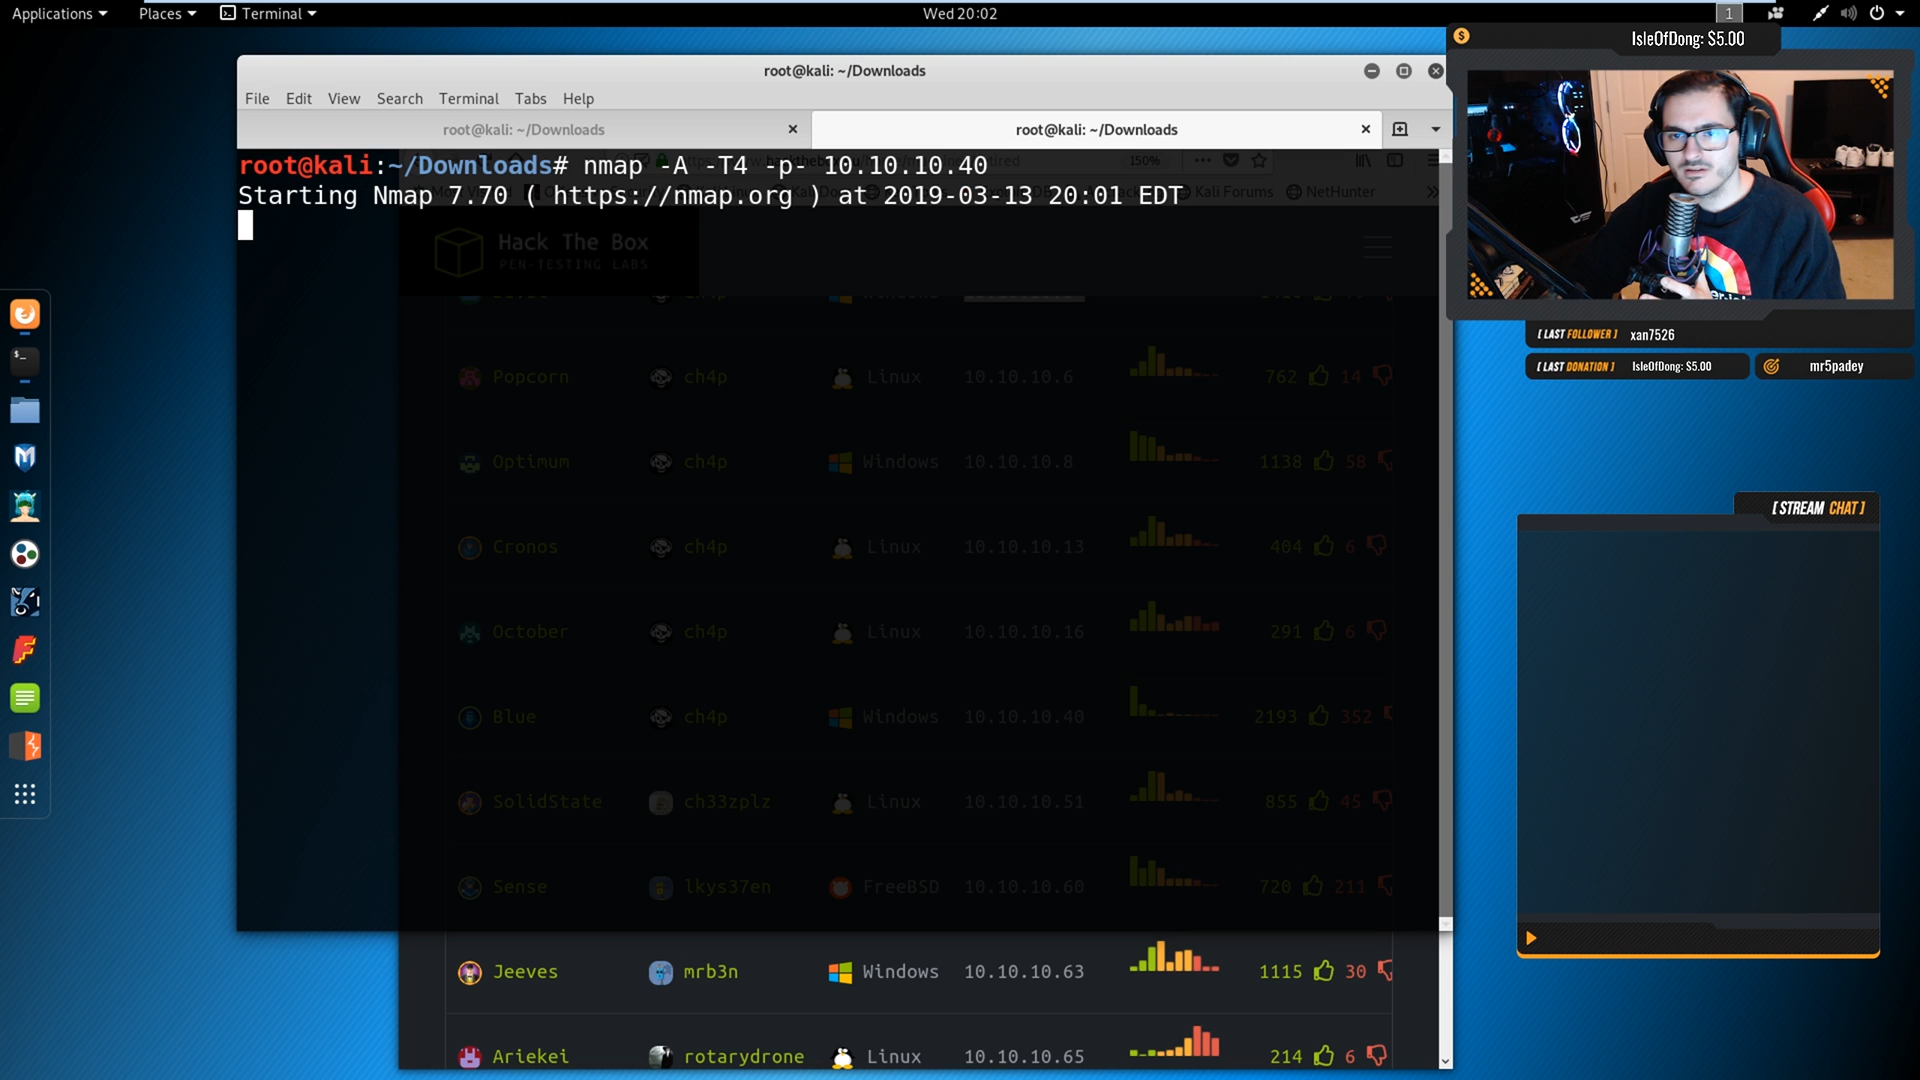 Applications Places Terminal Wed 20:02 1
IsleOfDong: $5.00
root@kali: ~/Downloads
File Edit View Search Terminal Tabs Help
root@kali: ~/Downloads root@kali: ~/Downloads
root@kali:~/Downloads# nmap -A -T4 -p- 10.10.10.40
150%
Starting Nmap 7.70 ( https://nmap.org ) at 2019-03-13 20:01 EDT
Kali Forums NetHunter
Hack The Box
PEN-TESTING LABS
Popcorn ch4p Linux 10.10.10.6 762 14
Optimum ch4p Windows 10.10.10.8 1138 58
Cronos ch4p Linux 10.10.10.13 404 6
October ch4p Linux 10.10.10.16 291 6
Blue ch4p Windows 10.10.10.40 2193 352
SolidState ch33zplz Linux 10.10.10.51 855 45
Sense lkys37en FreeBSD 10.10.10.60 720 211
Jeeves mrb3n Windows 10.10.10.63 1115 30
Ariekei rotarydrone Linux 10.10.10.65 214 6
[ LAST FOLLOWER ] xan7526
[ LAST DONATION ] IsleOfDong: $5.00 mr5padey
[ STREAM CHAT ]